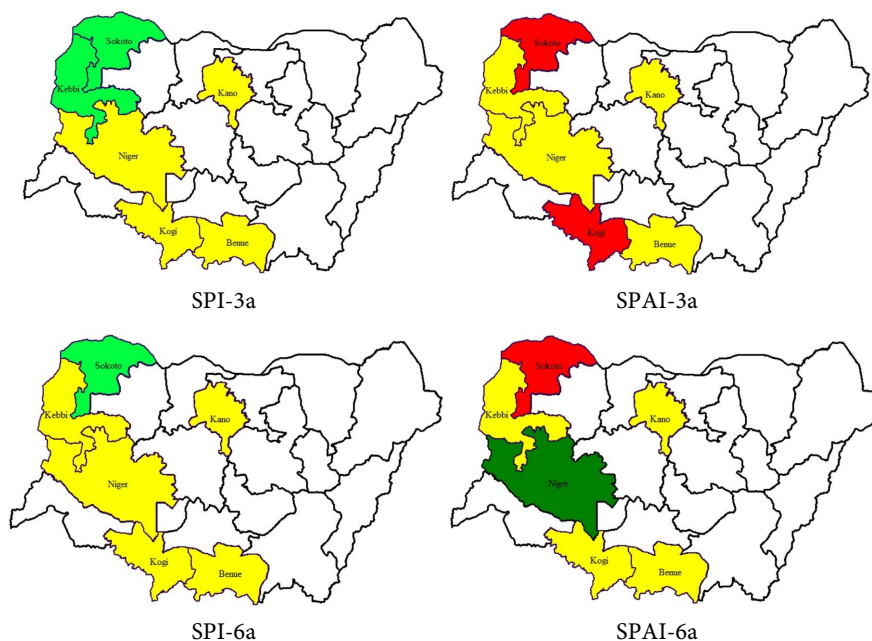 Sokoto
Kebbi
Kano
Niger
Kogi
Benue
SPI-3a
Sokoto
Kebbi
Kano
Niger
Kogi
Benue
SPAI-3a
Sokoto
Kebbi
Kano
Niger
Kogi
Benue
SPI-6a
Sokoto
Kebbi
Kano
Niger
Kogi
Benue
SPAI-6a